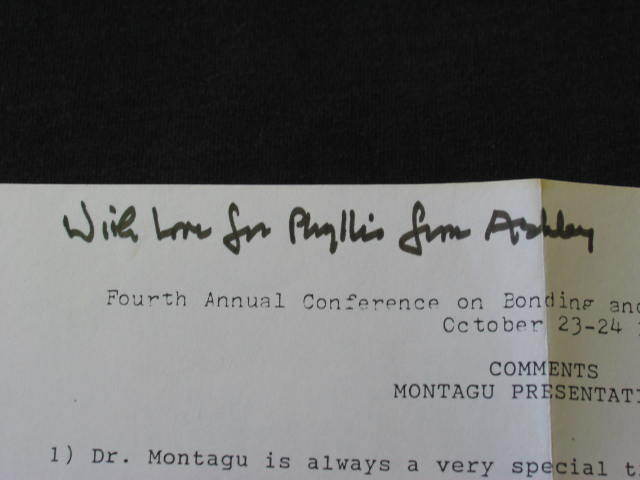 With Love for Phyllis from Ashley
Fourth Annual Conference on Bonding and
October 23-24
COMMENTS
MONTAGU PRESENTATI
1) Dr. Montagu is always a very special t